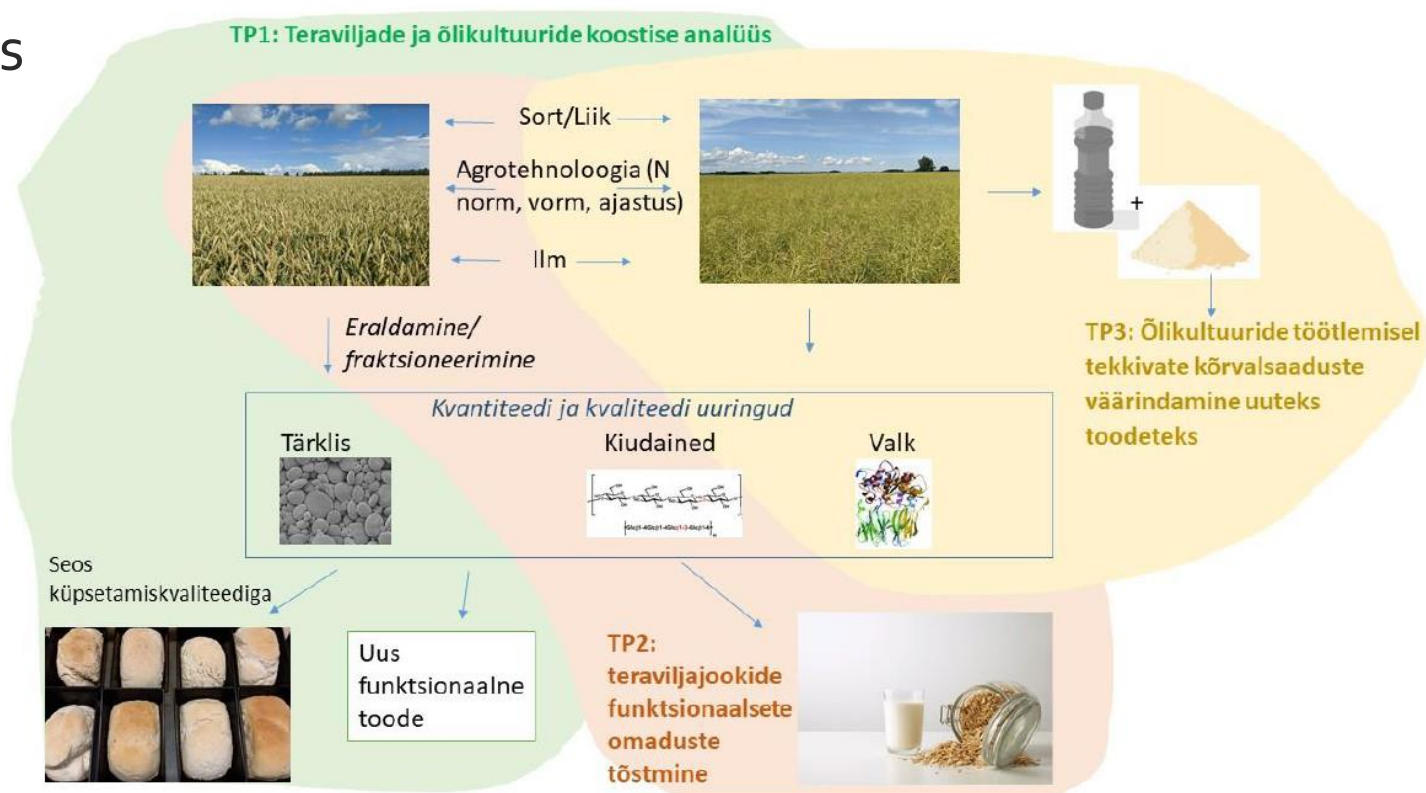 s
TP1: Teraviljade ja õlikultuuride koostise analüüs
Sort/Liik
Agrotehnoloogia (N
norm, vorm, ajastus)
Ilm
+
Eraldamine/
fraktsioneerimine
TP3: Õlikultuuride töötlemisel
tekkivate kõrvalsaaduste
väärindamine uuteks
toodeteks
Kvantiteedi ja kvaliteedi uuringud
Tärklis
Kiudained
Valk
Seos
küpsetamiskvaliteediga
Uus
funktsionaalne
toode
TP2:
teraviljajookide
funktsionaalsete
omaduste
tõstmine